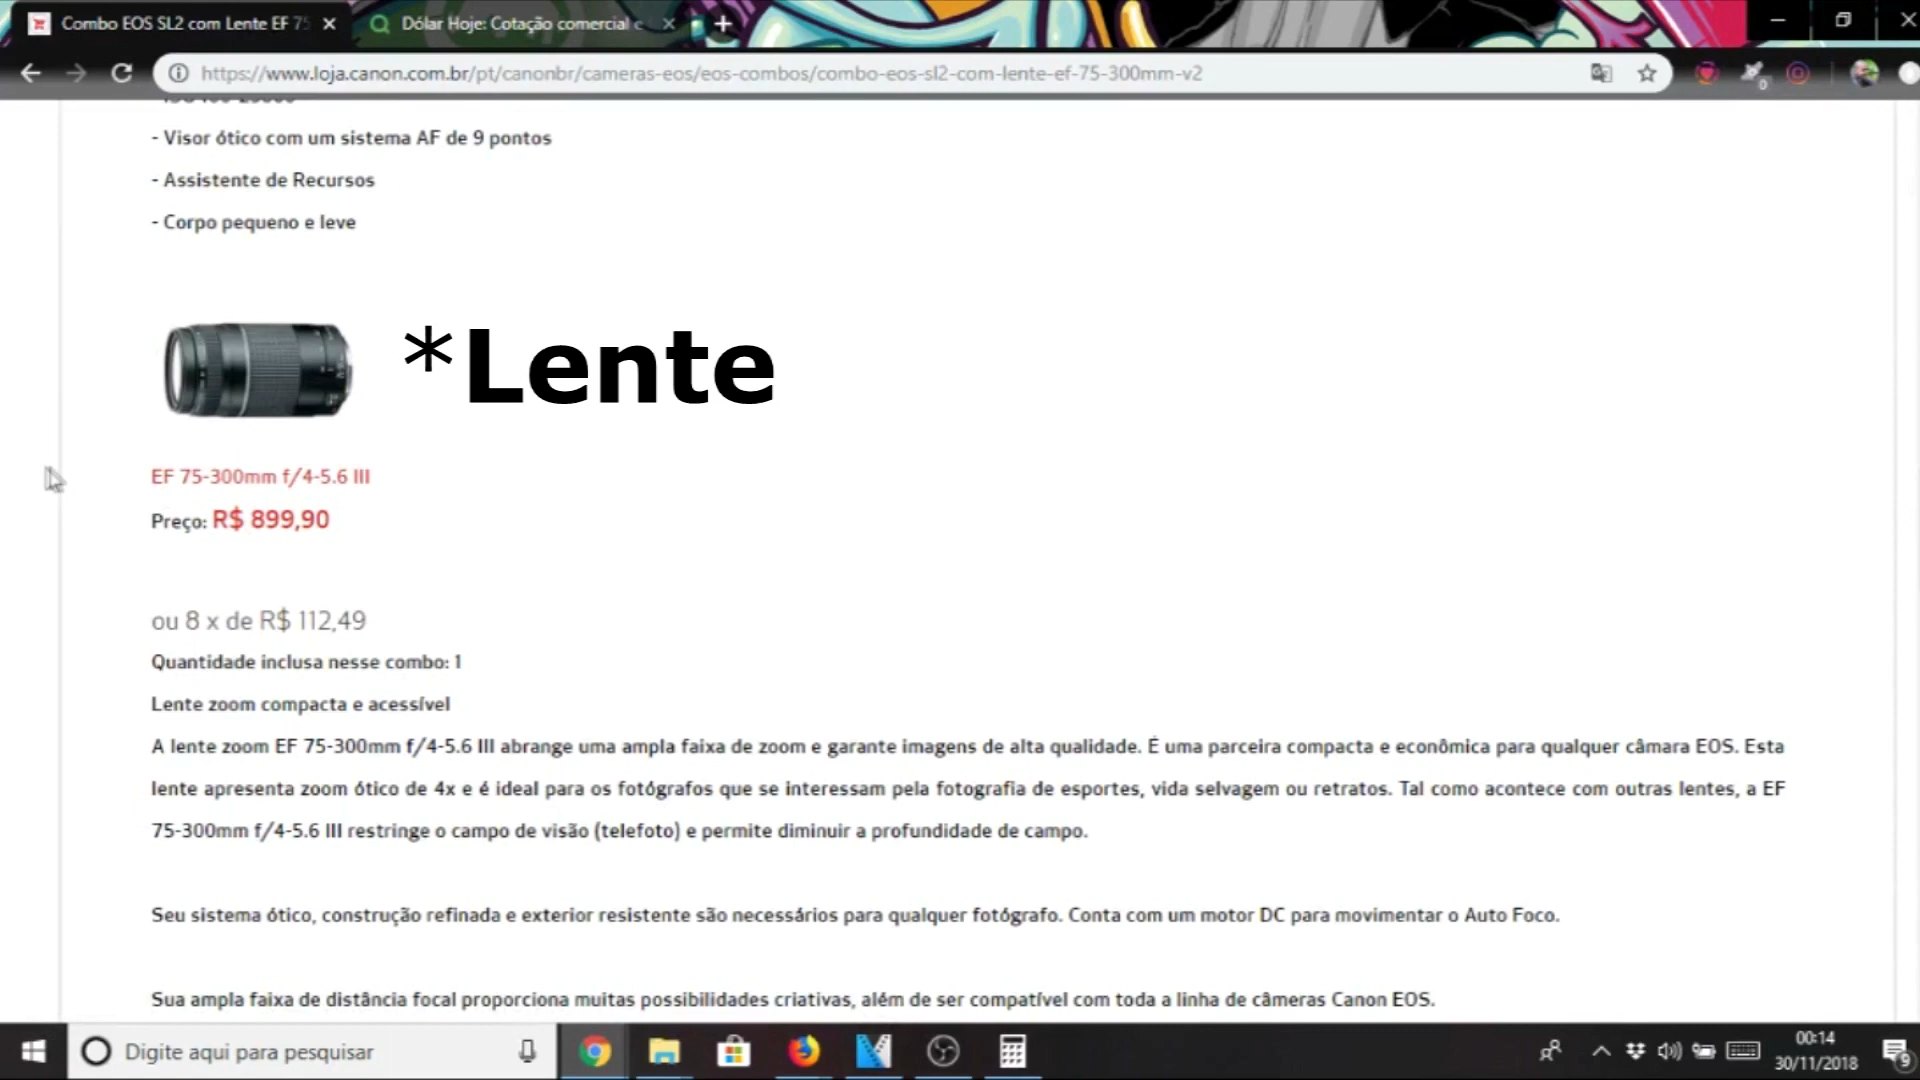 Combo EOS SL2 com Lente EF 75
Dólar Hoje: Cotação comercial e
https://www.loja.canon.com.br/pt/canonbr/cameras-eos/eos-combos/combo-eos-sl2-com-lente-ef-75-300mm-v2
- Visor ótico com um sistema AF de 9 pontos
- Assistente de Recursos
- Corpo pequeno e leve
*Lente
EF 75-300mm f/4-5.6 III
Preço: R$ 899,90
ou 8 x de R$ 112,49
Quantidade inclusa nesse combo: 1
Lente zoom compacta e acessível
A lente zoom EF 75-300mm f/4-5.6 III abrange uma ampla faixa de zoom e garante imagens de alta qualidade. É uma parceira compacta e econômica para qualquer câmara EOS. Esta
lente apresenta zoom ótico de 4x e é ideal para os fotógrafos que se interessam pela fotografia de esportes, vida selvagem ou retratos. Tal como acontece com outras lentes, a EF
75-300mm f/4-5.6 III restringe o campo de visão (telefoto) e permite diminuir a profundidade de campo.
Seu sistema ótico, construção refinada e exterior resistente são necessários para qualquer fotógrafo. Conta com um motor DC para movimentar o Auto Foco.
Sua ampla faixa de distância focal proporciona muitas possibilidades criativas, além de ser compatível com toda a linha de câmeras Canon EOS.
Digite aqui para pesquisar
00:14
30/11/2018
9